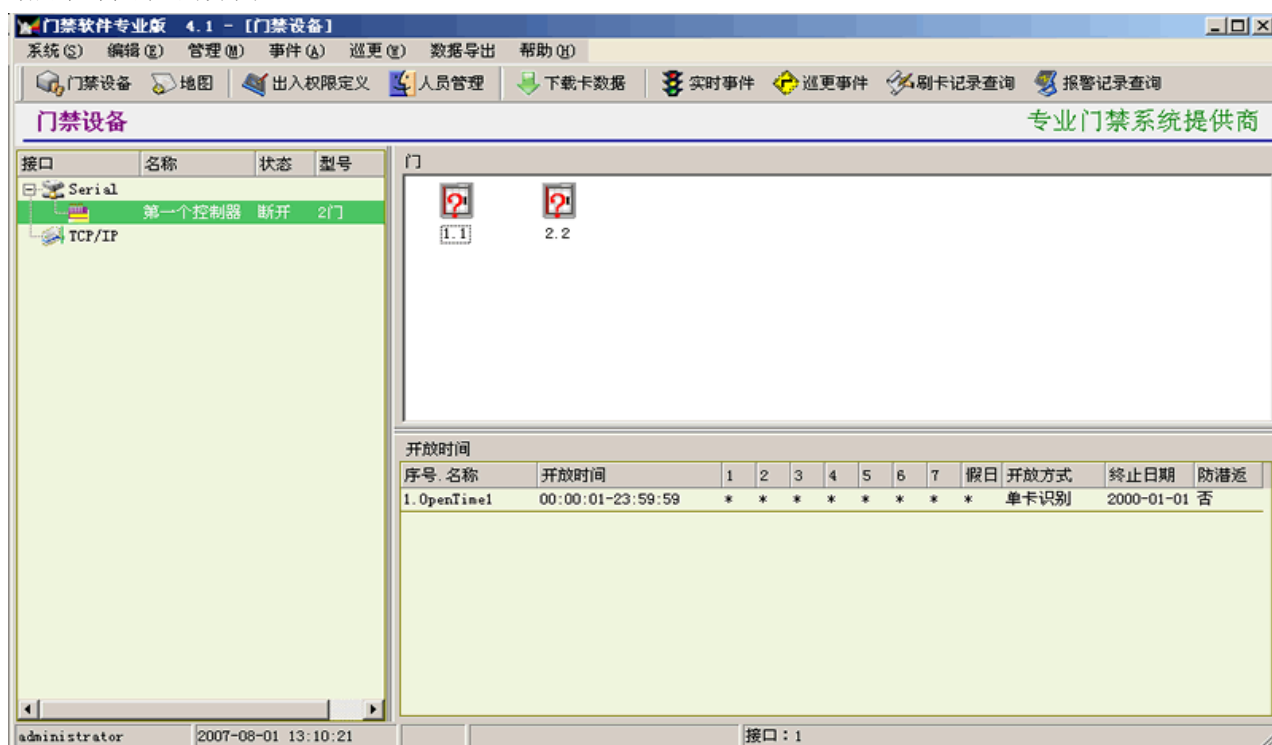 门禁软件专业版 4.1 - [门禁设备]
系统(S) 编辑(E) 管理(M) 事件(A) 巡更(W) 数据导出 帮助(H)
门禁设备 地图 出入权限定义 人员管理 下载卡数据 实时事件 巡更事件 刷卡记录查询 报警记录查询
门禁设备 专业门禁系统提供商
接口 名称 状态 型号
Serial
第一个控制器 断开 2门
TCP/IP
门
1.1 2.2
开放时间
序号.名称 开放时间 1 2 3 4 5 6 7 假日 开放方式 终止日期 防潜返
1.OpenTime1 00:00:01-23:59:59 * * * * * * * * 单卡识别 2000-01-01 否
administrator 2007-08-01 13:10:21 接口：1